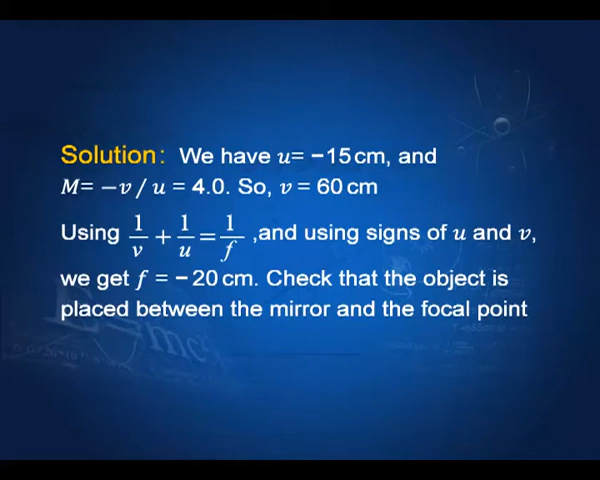 Solution: We have u= −15 cm, and
M= −v / u = 4.0. So, v = 60 cm
Using 1/v + 1/u = 1/f ,and using signs of u and v,
we get f = − 20 cm. Check that the object is
placed between the mirror and the focal point